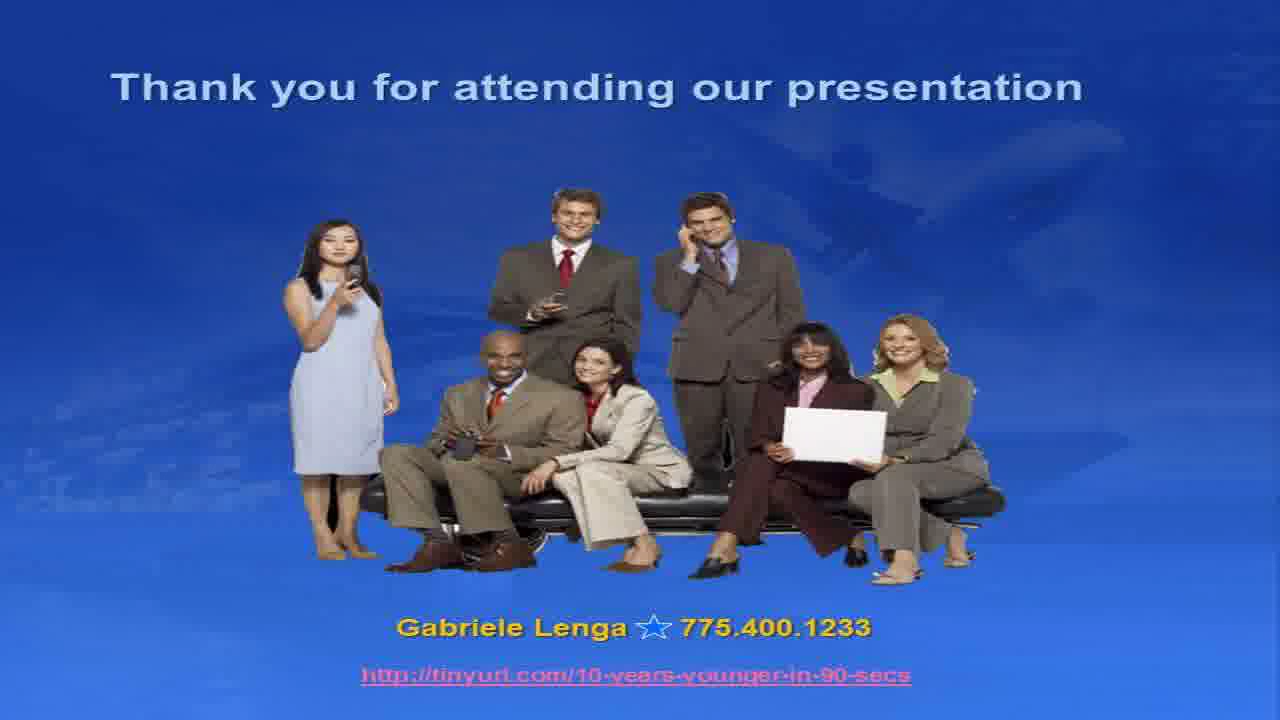 Thank you for attending our presentation
Gabriele Lenga ☆ 775.400.1233
http://tinyurl.com/10-years-younger-in-90-secs